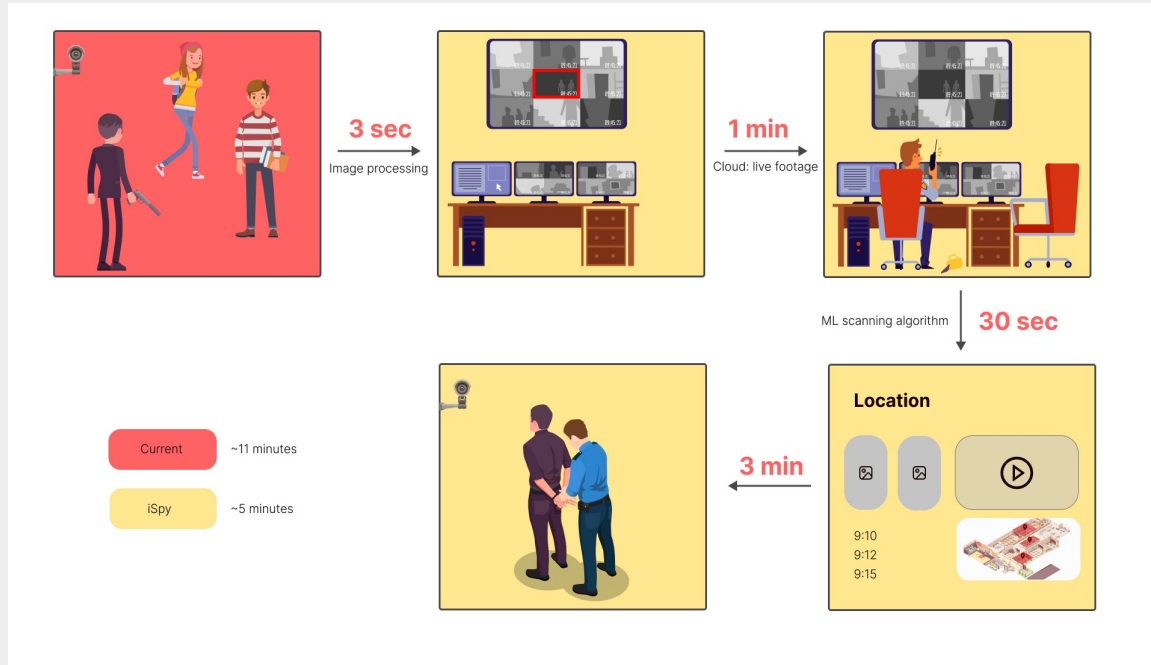 3 sec
Image processing
1 min
Cloud: live footage
ML scanning algorithm
30 sec
Location
9:10
9:12
9:15
3 min
Current
~11 minutes
iSpy
~5 minutes